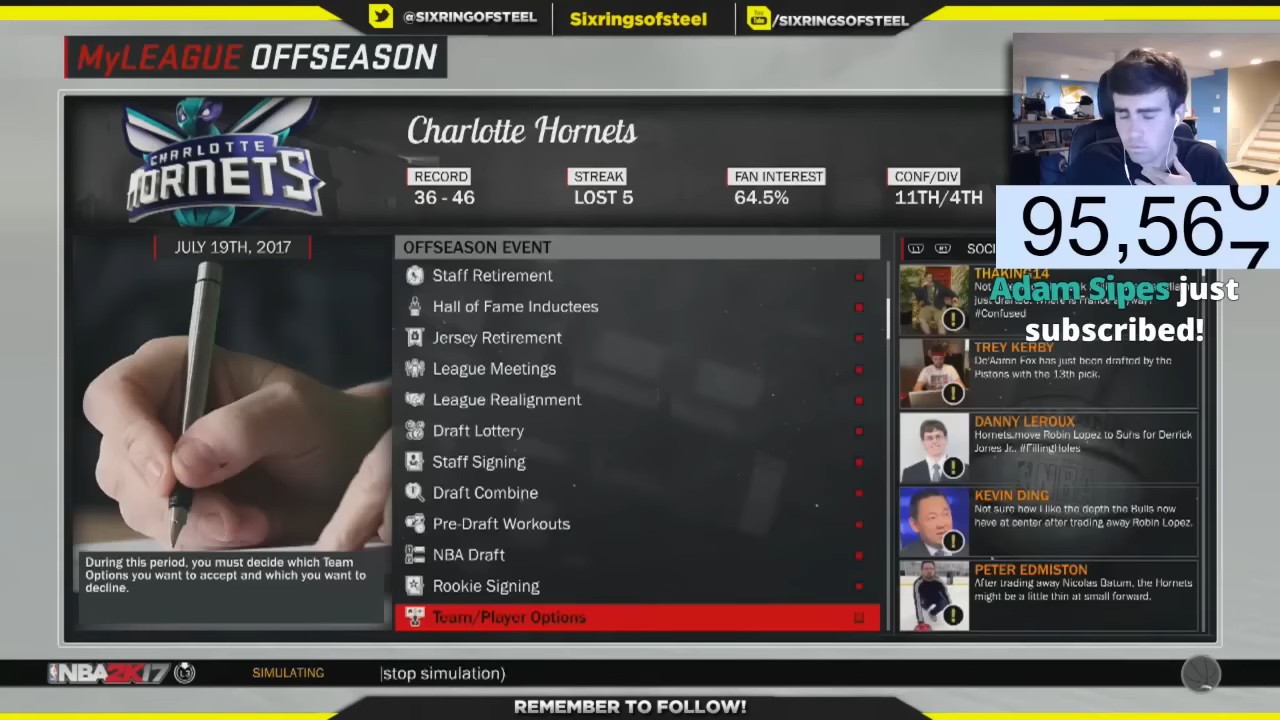 @SIXRINGOFSTEEL
Sixringsofsteel
You Tube
/SIXRINGSOFSTEEL
MyLEAGUE OFFSEASON
CHARLOTTE
HORNETS
Charlotte Hornets
RECORD
STREAK
FAN INTEREST
CONF/DIV
36 - 46
LOST 5
64.5%
11TH/4TH
95,56
JULY 19TH, 2017
OFFSEASON EVENT
Staff Retirement
Hall of Fame Inductees
Jersey Retirement
League Meetings
League Realignment
Draft Lottery
Staff Signing
Draft Combine
Pre-Draft Workouts
NBA Draft
Rookie Signing
Team/Player Options
During this period, you must decide which Team
Options you want to accept and which you want to
decline.
L1 R1 SOCI
THAKING14
#Confused
Adam Sipes just
subscribed!
TREY KERBY
De'Aaron Fox has just been drafted by the
Pistons with the 13th pick.
DANNY LEROUX
Hornets move Robin Lopez to Suns for Derrick
Jones Jr.. #FillingHoles
KEVIN DING
Not sure how I like the depth the Bulls now
have at center after trading away Robin Lopez.
PETER EDMISTON
After trading away Nicolas Batum, the Hornets
might be a little thin at small forward.
NBA2K17
L3
SIMULATING
stop simulation)
REMEMBER TO FOLLOW!